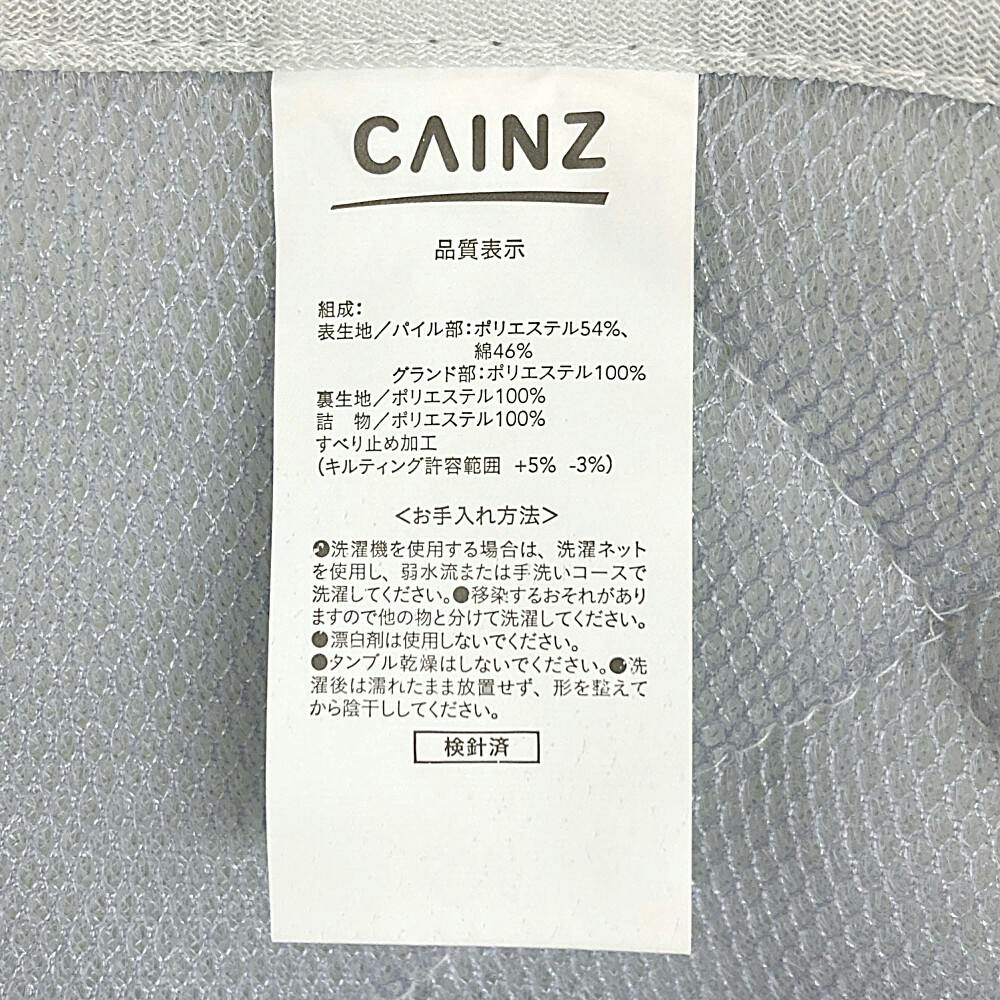 CAINZ
品質表示
組成:
表生地/パイル部:ポリエステル54%、
綿46%
グランド部:ポリエステル100%
裏生地/ポリエステル100%
詰 物/ポリエステル100%
すべり止め加工
(キルティング許容範囲 +5% -3%)
<お手入れ方法>
●洗濯機を使用する場合は、洗濯ネット
を使用し、弱水流または手洗いコースで
洗濯してください。●移染するおそれがあり
ますので他の物と分けて洗濯してください。
●漂白剤は使用しないでください。
●タンブル乾燥はしないでください。●洗
濯後は濡れたまま放置せず、形を整えて
から陰干ししてください。
検針済